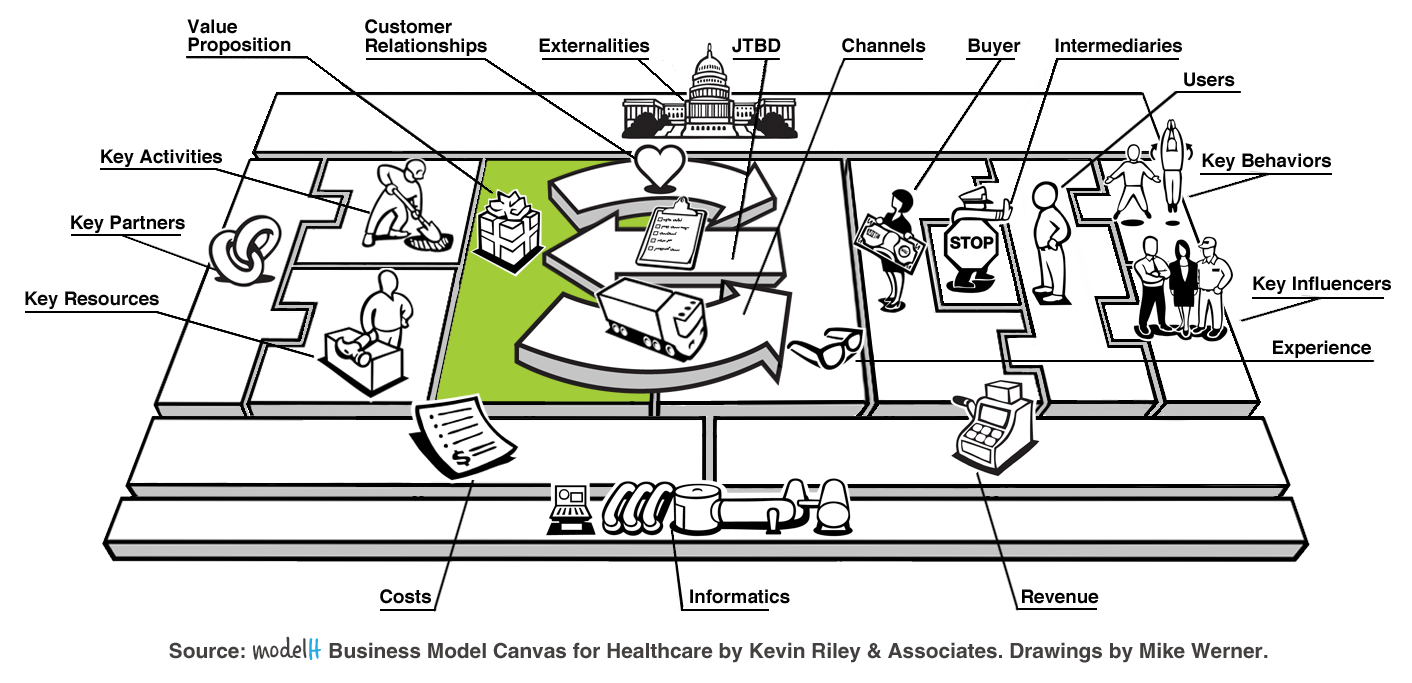 Value
Proposition
Customer
Relationships
Externalities
JTBD
Channels
Buyer
Intermediaries
Users
Key Activities
Key Behaviors
Key Partners
Key Resources
Key Influencers
STOP
Experience
$
Costs
Informatics
Revenue
Source: modelH Business Model Canvas for Healthcare by Kevin Riley & Associates. Drawings by Mike Werner.